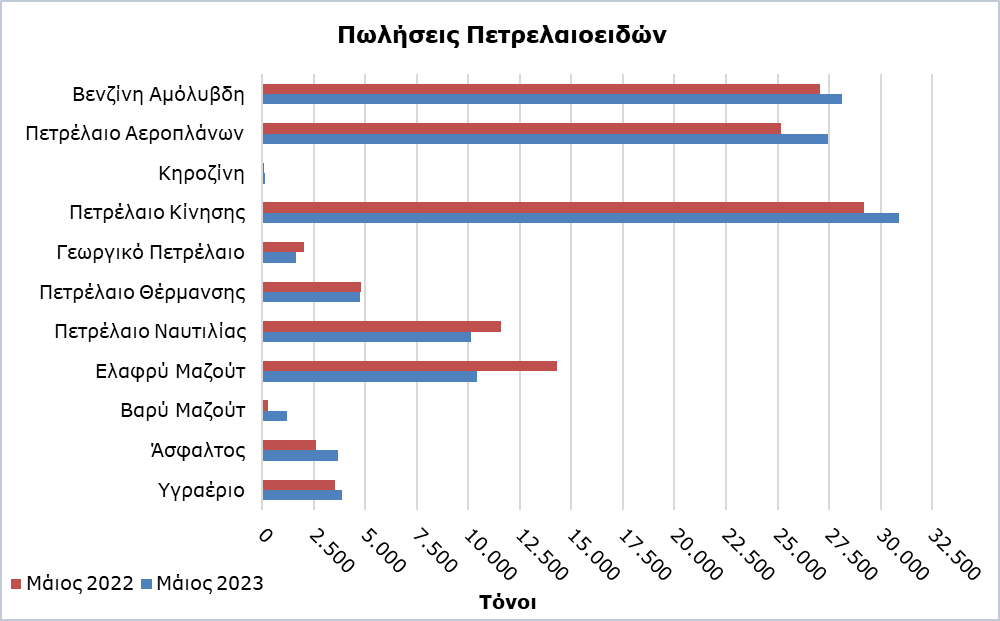 Πωλήσεις Πετρελαιοειδών
Βενζίνη Αμόλυβδη
Πετρέλαιο Αεροπλάνων
Κηροζίνη
Πετρέλαιο Κίνησης
Γεωργικό Πετρέλαιο
Πετρέλαιο Θέρμανσης
Πετρέλαιο Ναυτιλίας
Ελαφρύ Μαζούτ
Βαρύ Μαζούτ
Άσφαλτος
Υγραέριο
0 2.500 5.000 7.500 10.000 12.500 15.000 17.500 20.000 22.500 25.000 27.500 30.000 32.500
Μάιος 2022 Μάιος 2023
Τόνοι